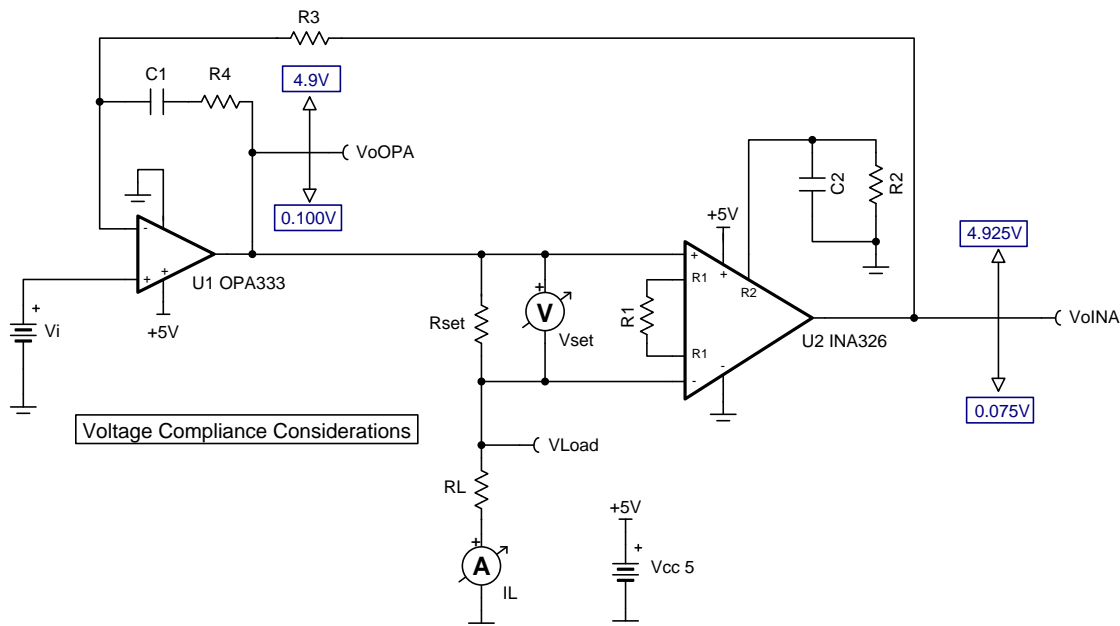 R3
C1
R4
4.9V
VoOPA
0.100V
+5V
C2
R2
4.925V
-
+
+
U1 OPA333
+
R1
+
R2
+5V
+
Vi
Rset
+
V
Vset
R1
R1
-
-
U2 INA326
VoINA
0.075V
Voltage Compliance Considerations
VLoad
RL
+5V
+
A
IL
+
Vcc 5